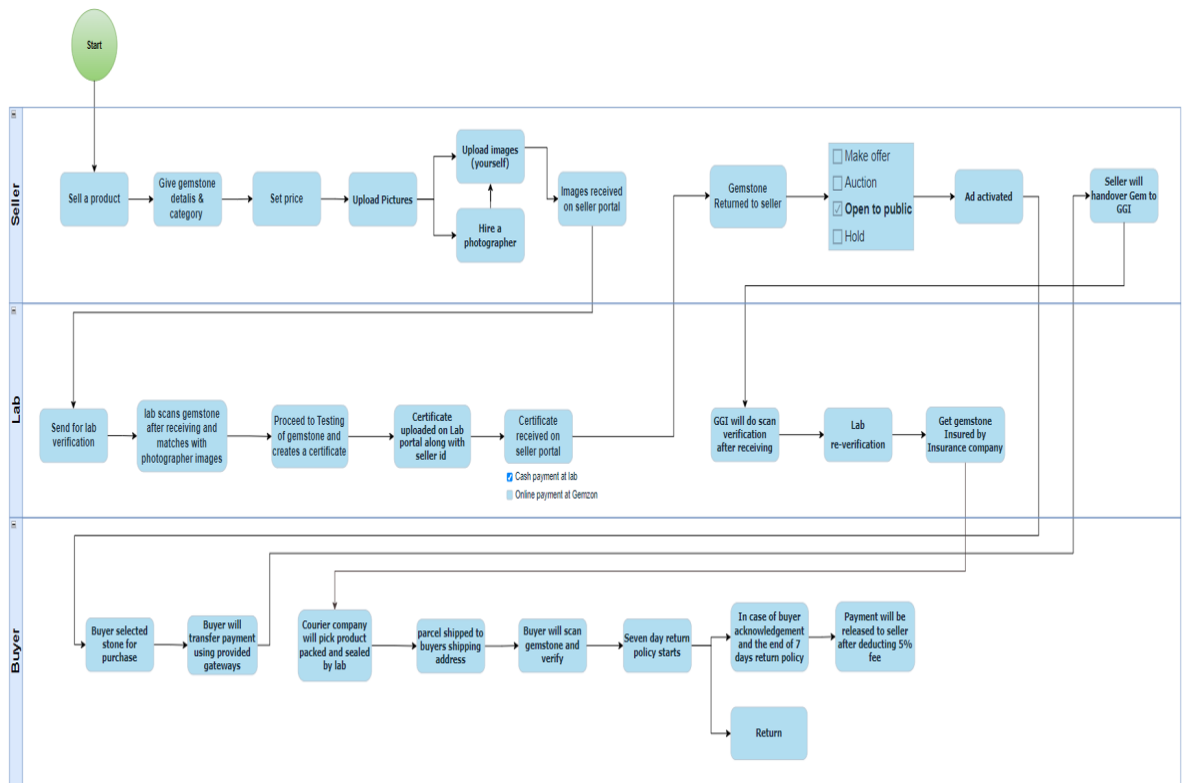 Start
Seller
Sell a product
Give gemstone
detalis &
category
Set price
Upload Pictures
Upload images
(yourself)
Hire a
photographer
Images received
on seller portal
Gemstone
Returned to seller
Make offer
Auction
Open to public
Hold
Ad activated
Seller will
handover Gem to
GGI
Lab
Send for lab
verification
lab scans gemstone
after receiving and
matches with
photographer images
Proceed to Testing
of gemstone and
creates a certificate
Certificate
uploaded on Lab
portal along with
seller id
Certificate
received on
seller portal
Cash payment at lab
Online payment at Gemzon
GGI will do scan
verification
after receiving
Lab
re-verification
Get gemstone
Insured by
Insurance company
Buyer
Buyer selected
stone for
purchase
Buyer will
transfer payment
using provided
gateways
Courier company
will pick product
packed and sealed
by lab
parcel shipped to
buyers shipping
address
Buyer will scan
gemstone and
verify
Seven day return
policy starts
In case of buyer
acknowledgement
and the end of 7
days return policy
Payment will be
released to seller
after deducting 5%
fee
Return